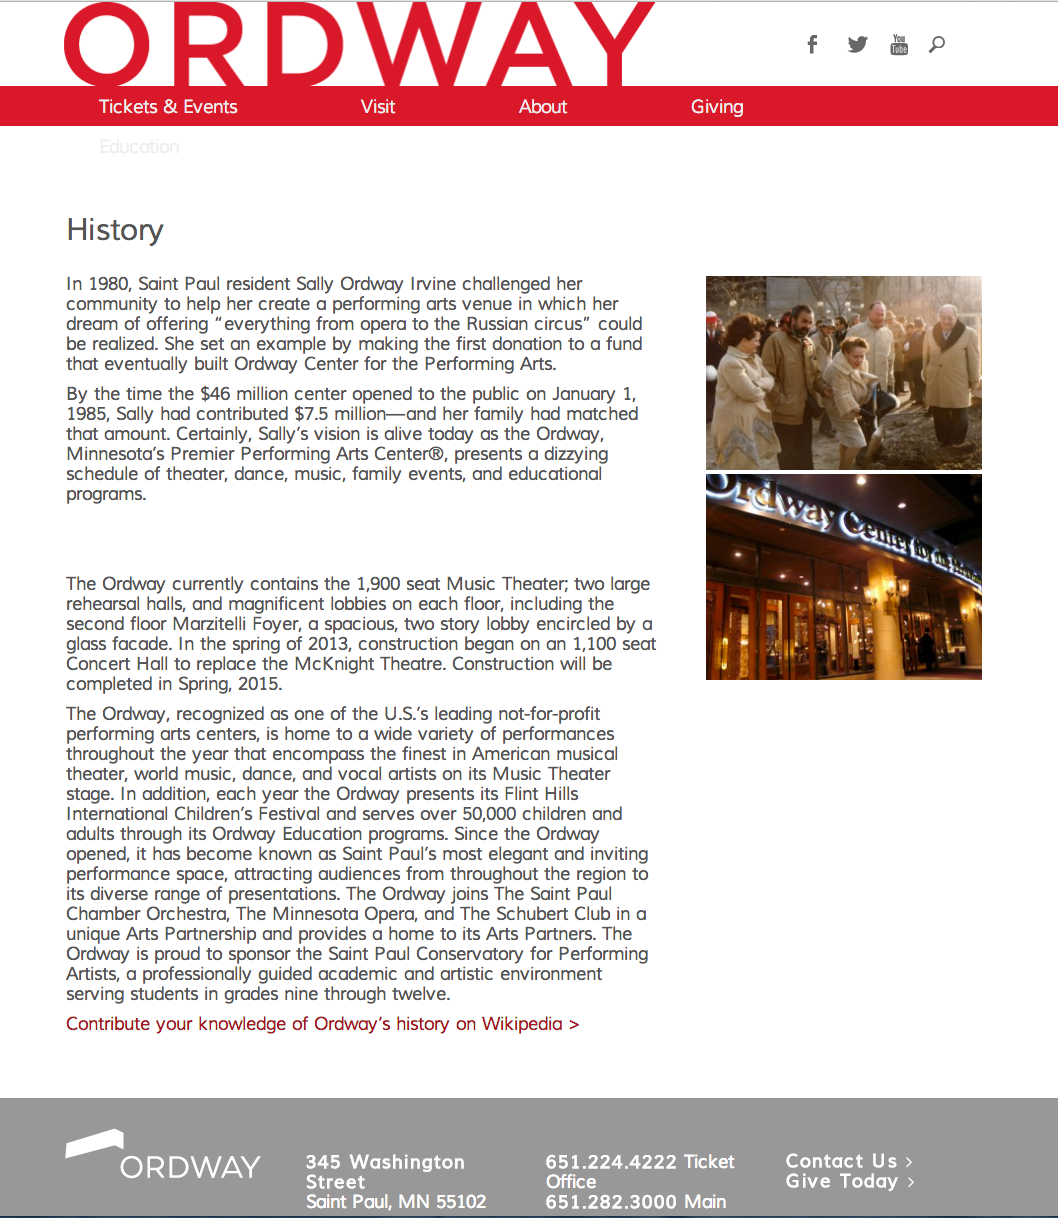 ORDWAY
You
Tube
Tickets & Events
Visit
About
Giving
Education
History
In 1980, Saint Paul resident Sally Ordway Irvine challenged her
community to help her create a performing arts venue in which her
dream of offering “everything from opera to the Russian circus” could
be realized. She set an example by making the first donation to a fund
that eventually built Ordway Center for the Performing Arts.
By the time the $46 million center opened to the public on January 1,
1985, Sally had contributed $7.5 million—and her family had matched
that amount. Certainly, Sally’s vision is alive today as the Ordway,
Minnesota’s Premier Performing Arts Center®, presents a dizzying
schedule of theater, dance, music, family events, and educational
programs.
Ordway Center for the
The Ordway currently contains the 1,900 seat Music Theater; two large
rehearsal halls, and magnificent lobbies on each floor, including the
second floor Marzitelli Foyer, a spacious, two story lobby encircled by a
glass facade. In the spring of 2013, construction began on an 1,100 seat
Concert Hall to replace the McKnight Theatre. Construction will be
completed in Spring, 2015.
The Ordway, recognized as one of the U.S.’s leading not-for-profit
performing arts centers, is home to a wide variety of performances
throughout the year that encompass the finest in American musical
theater, world music, dance, and vocal artists on its Music Theater
stage. In addition, each year the Ordway presents its Flint Hills
International Children’s Festival and serves over 50,000 children and
adults through its Ordway Education programs. Since the Ordway
opened, it has become known as Saint Paul’s most elegant and inviting
performance space, attracting audiences from throughout the region to
its diverse range of presentations. The Ordway joins The Saint Paul
Chamber Orchestra, The Minnesota Opera, and The Schubert Club in a
unique Arts Partnership and provides a home to its Arts Partners. The
Ordway is proud to sponsor the Saint Paul Conservatory for Performing
Artists, a professionally guided academic and artistic environment
serving students in grades nine through twelve.
Contribute your knowledge of Ordway’s history on Wikipedia >
ORDWAY
345 Washington
Street
Saint Paul, MN 55102
651.224.4222 Ticket
Office
651.282.3000 Main
Contact Us >
Give Today >